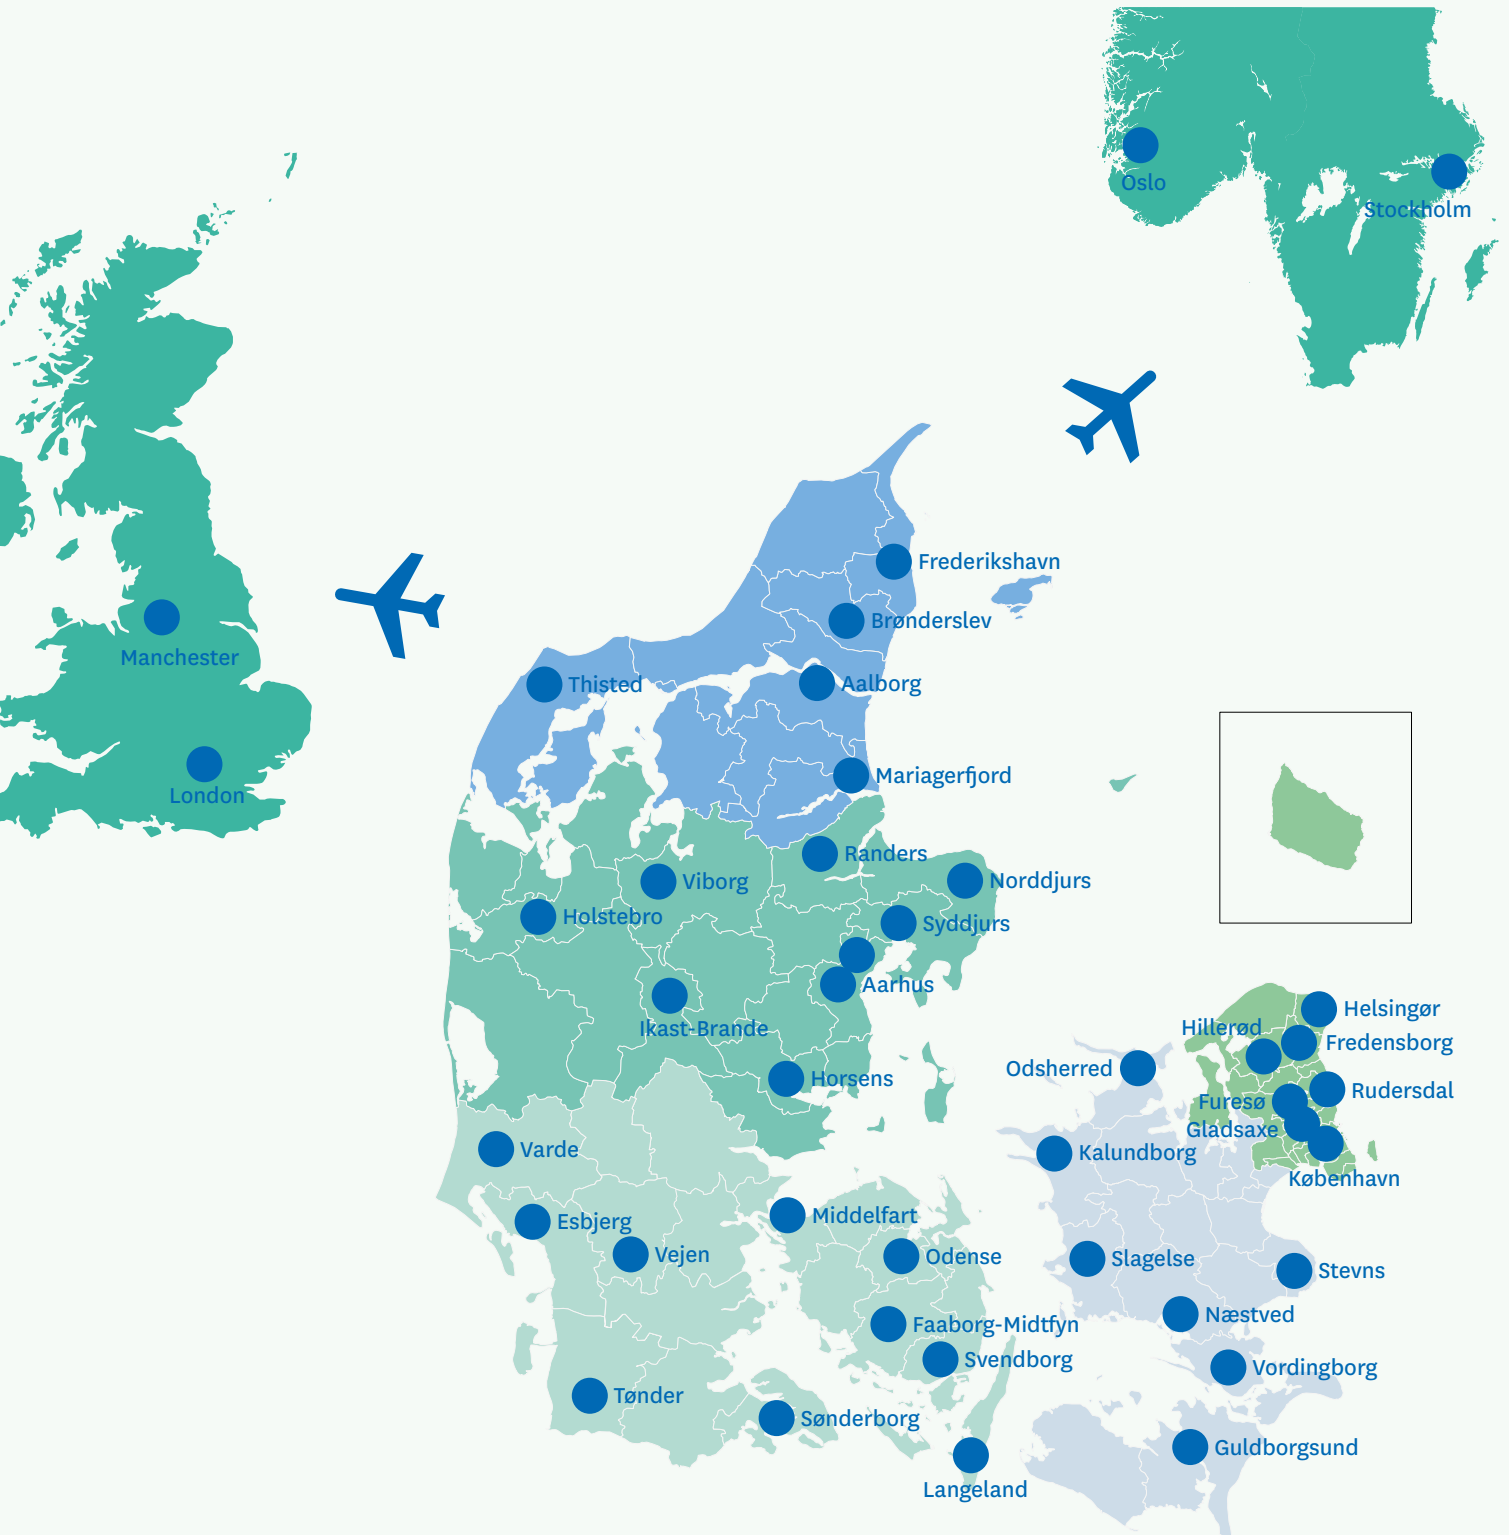 Oslo
Stockholm
Frederikshavn
Brønderslev
Manchester
Thisted
Aalborg
Mariagerfjord
London
Randers
Viborg
Norddjurs
Holstebro
Syddjurs
Aarhus
Ikast-Brande
Helsingør
Hillerød
Fredensborg
Odsherred
Horsens
Rudersdal
Furesø
Gladsaxe
Varde
Kalundborg
København
Middelfart
Esbjerg
Vejen
Odense
Slagelse
Stevns
Næstved
Faaborg-Midtfyn
Svendborg
Vordingborg
Tønder
Sønderborg
Guldborgsund
Langeland